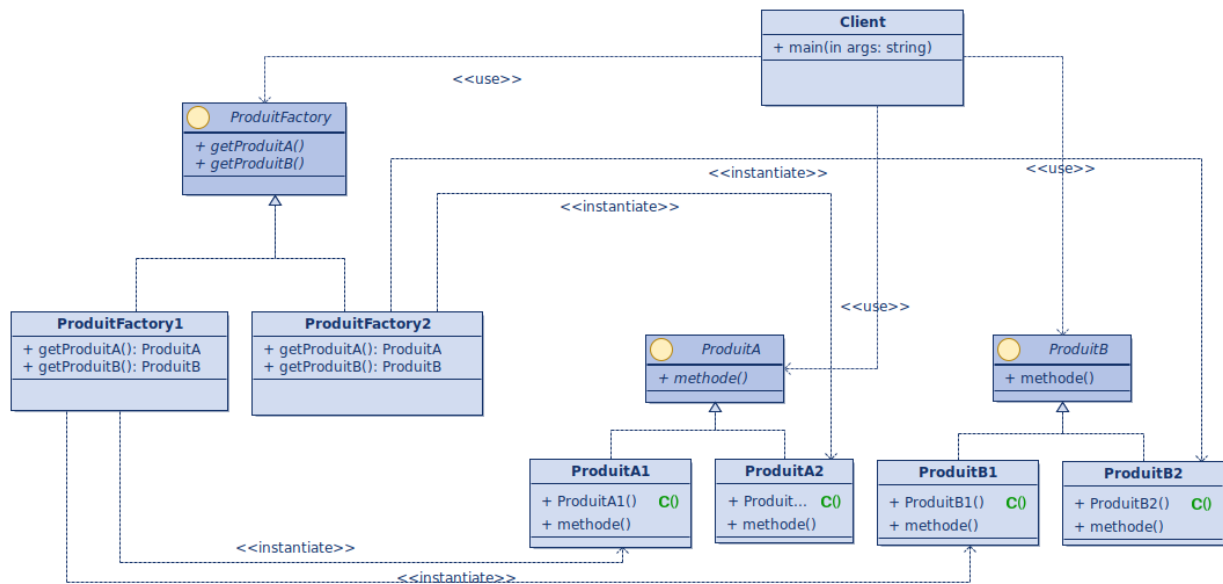 Client
+ main(in args: string)
<<use>>
ProduitFactory
+ getProduitA()
+ getProduitB()
<<instantiate>>
<<use>>
<<instantiate>>
<<use>>
ProduitFactory1
+ getProduitA(): ProduitA
+ getProduitB(): ProduitB
ProduitFactory2
+ getProduitA(): ProduitA
+ getProduitB(): ProduitB
ProduitA
+ methode()
ProduitB
+ methode()
ProduitA1
+ ProduitA1() C()
+ methode()
ProduitA2
+ Produit... C()
+ methode()
ProduitB1
+ ProduitB1() C()
+ methode()
ProduitB2
+ ProduitB2() C()
+ methode()
<<instantiate>>
<<instantiate>>